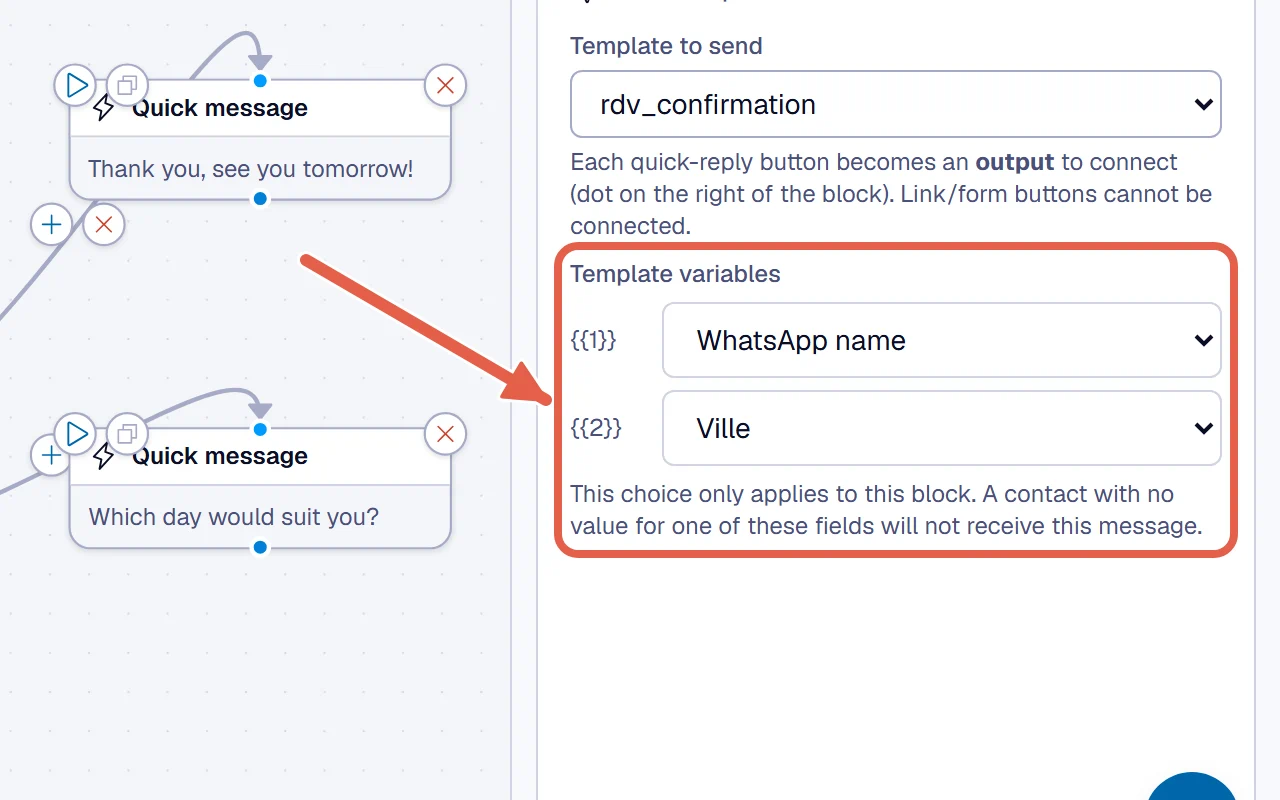 Quick message
Thank you, see you tomorrow!
Quick message
Which day would suit you?
Template to send
rdv_confirmation
Each quick-reply button becomes an output to connect
(dot on the right of the block). Link/form buttons cannot be
connected.
Template variables
{{1}} WhatsApp name
{{2}} Ville
This choice only applies to this block. A contact with no
value for one of these fields will not receive this message.